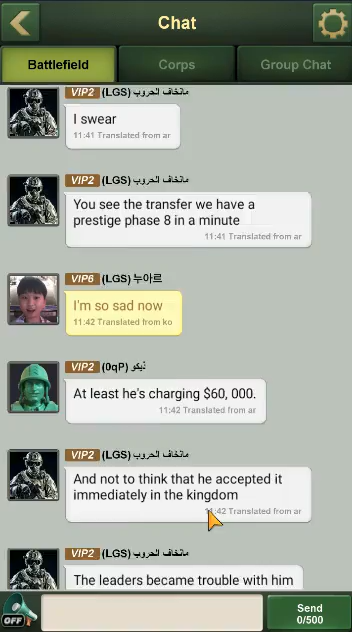 Chat
Battlefield
Corps
Group Chat
VIP2 (LGS) مانخاف الحروب
I swear
11:41 Translated from ar
VIP2 (LGS) مانخاف الحروب
You see the transfer we have a
prestige phase 8 in a minute
11:41 Translated from ar
VIP6 (LGS) 누아르
I'm so sad now
11:42 Translated from ko
VIP2 (0qP)
At least he's charging $60, 000.
11:42 Translated from ar
VIP2 (LGS) مانخاف الحروب
And not to think that he accepted it
immediately in the kingdom
11:42 Translated from ar
VIP2 (LGS) مانخاف الحروب
The leaders became trouble with him
OFF
Send
0/500